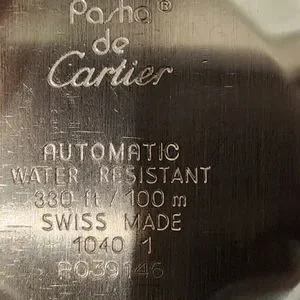 Pasha®
de
Cartier
AUTOMATIC
WATER RESISTANT
330 ft / 100 m
SWISS MADE
1040 1